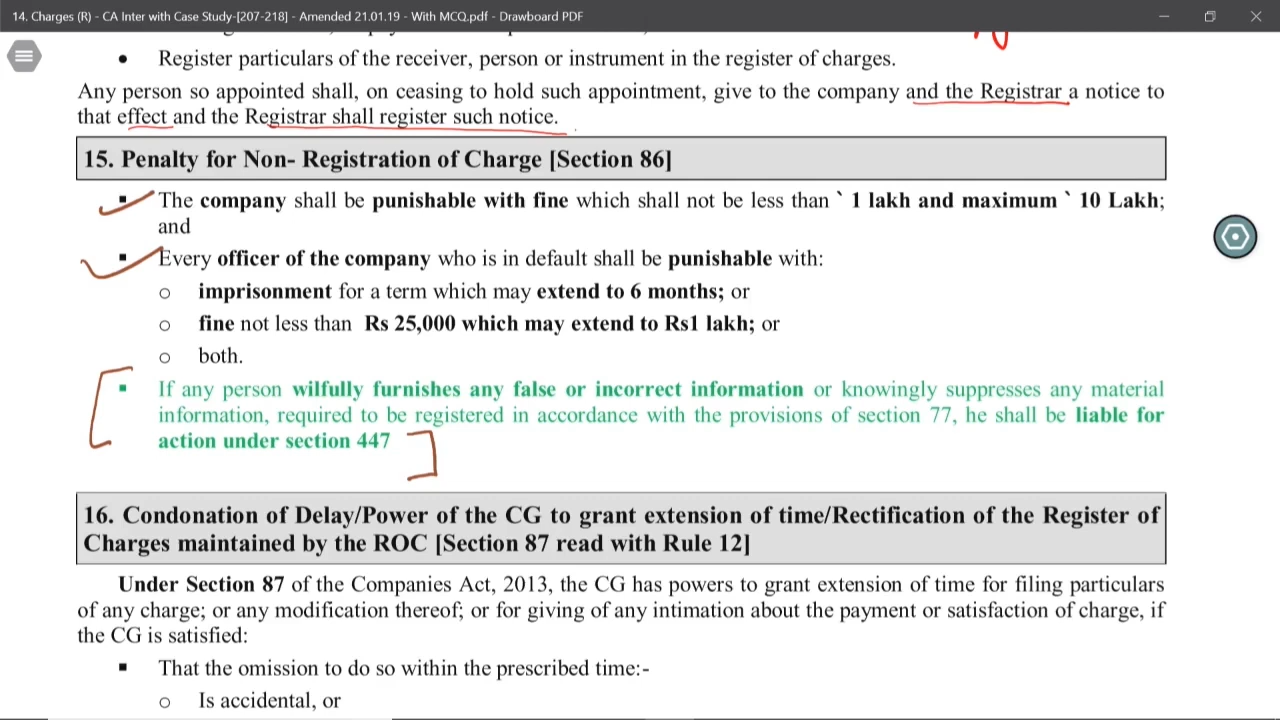 14. Charges (R) - CA Inter with Case Study-[207-218] - Amended 21.01.19 - With MCQ.pdf - Drawboard PDF
• Register particulars of the receiver, person or instrument in the register of charges.
Any person so appointed shall, on ceasing to hold such appointment, give to the company and the Registrar a notice to
that effect and the Registrar shall register such notice.
15. Penalty for Non- Registration of Charge [Section 86]
▪ The company shall be punishable with fine which shall not be less than ` 1 lakh and maximum ` 10 Lakh;
and
▪ Every officer of the company who is in default shall be punishable with:
o imprisonment for a term which may extend to 6 months; or
o fine not less than Rs 25,000 which may extend to Rs1 lakh; or
o both.
▪ If any person wilfully furnishes any false or incorrect information or knowingly suppresses any material
information, required to be registered in accordance with the provisions of section 77, he shall be liable for
action under section 447
16. Condonation of Delay/Power of the CG to grant extension of time/Rectification of the Register of
Charges maintained by the ROC [Section 87 read with Rule 12]
Under Section 87 of the Companies Act, 2013, the CG has powers to grant extension of time for filing particulars
of any charge; or any modification thereof; or for giving of any intimation about the payment or satisfaction of charge, if
the CG is satisfied:
▪ That the omission to do so within the prescribed time:-
o Is accidental, or